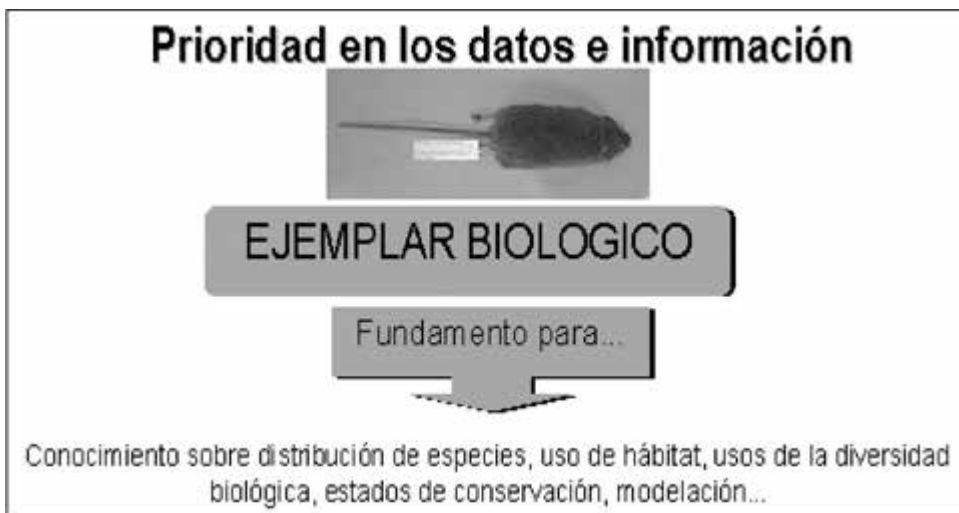 Prioridad en los datos e información
EJEMPLAR BIOLOGICO
Fundamento para...
Conocimiento sobre distribución de especies, uso de hábitat, usos de la diversidad
biológica, estados de conservación, modelación...